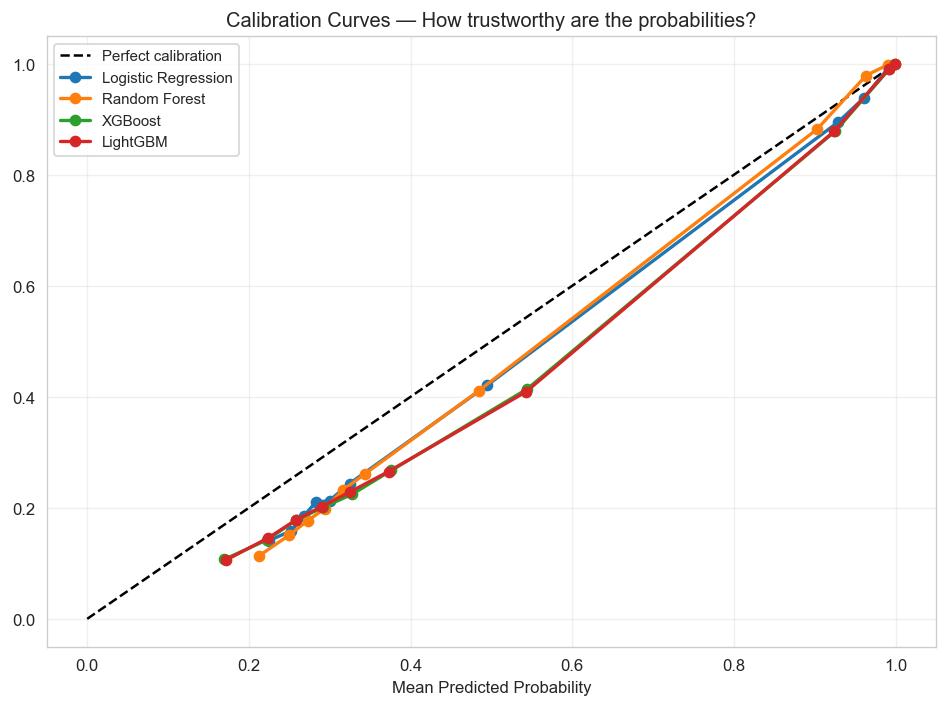 Calibration Curves — How trustworthy are the probabilities?
Perfect calibration
Logistic Regression
Random Forest
XGBoost
LightGBM
1.0
0.8
0.6
0.4
0.2
0.0
0.0 0.2 0.4 0.6 0.8 1.0
Mean Predicted Probability